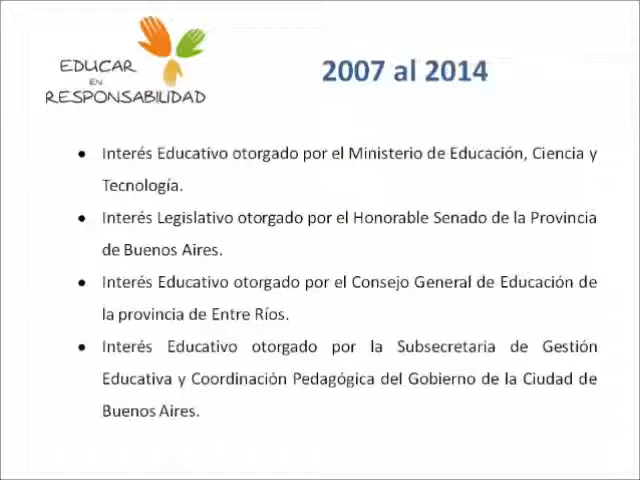 EDUCAR
EN
RESPONSABILIDAD
2007 al 2014
• Interés Educativo otorgado por el Ministerio de Educación, Ciencia y
Tecnología.
• Interés Legislativo otorgado por el Honorable Senado de la Provincia
de Buenos Aires.
• Interés Educativo otorgado por el Consejo General de Educación de
la provincia de Entre Ríos.
• Interés Educativo otorgado por la Subsecretaria de Gestión
Educativa y Coordinación Pedagógica del Gobierno de la Ciudad de
Buenos Aires.